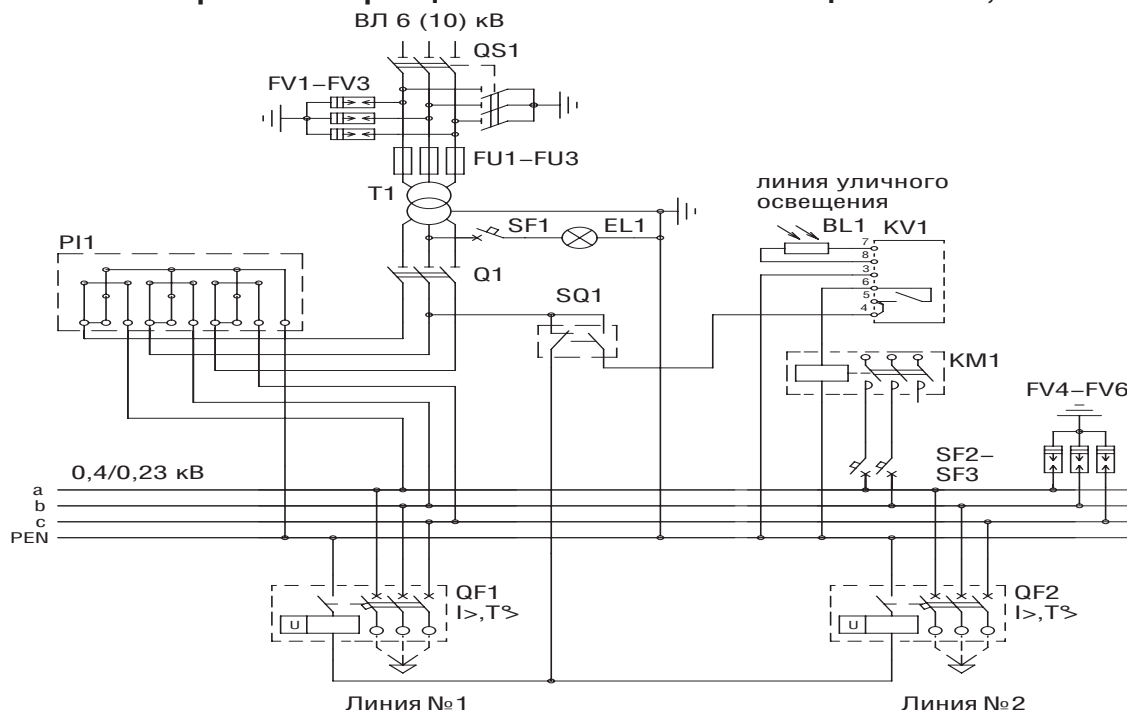 ВЛ 6 (10) кВ
QS1
FV1–FV3
FU1–FU3
T1
линия уличного
освещения
SF1
EL1
BL1
KV1
7
8
3
6
5
4
PI1
Q1
SQ1
KM1
FV4–FV6
SF2–
SF3
0,4/0,23 кВ
a
b
c
PEN
QF1
I>,T°>
U
QF2
I>,T°>
U
Линия №1
Линия №2